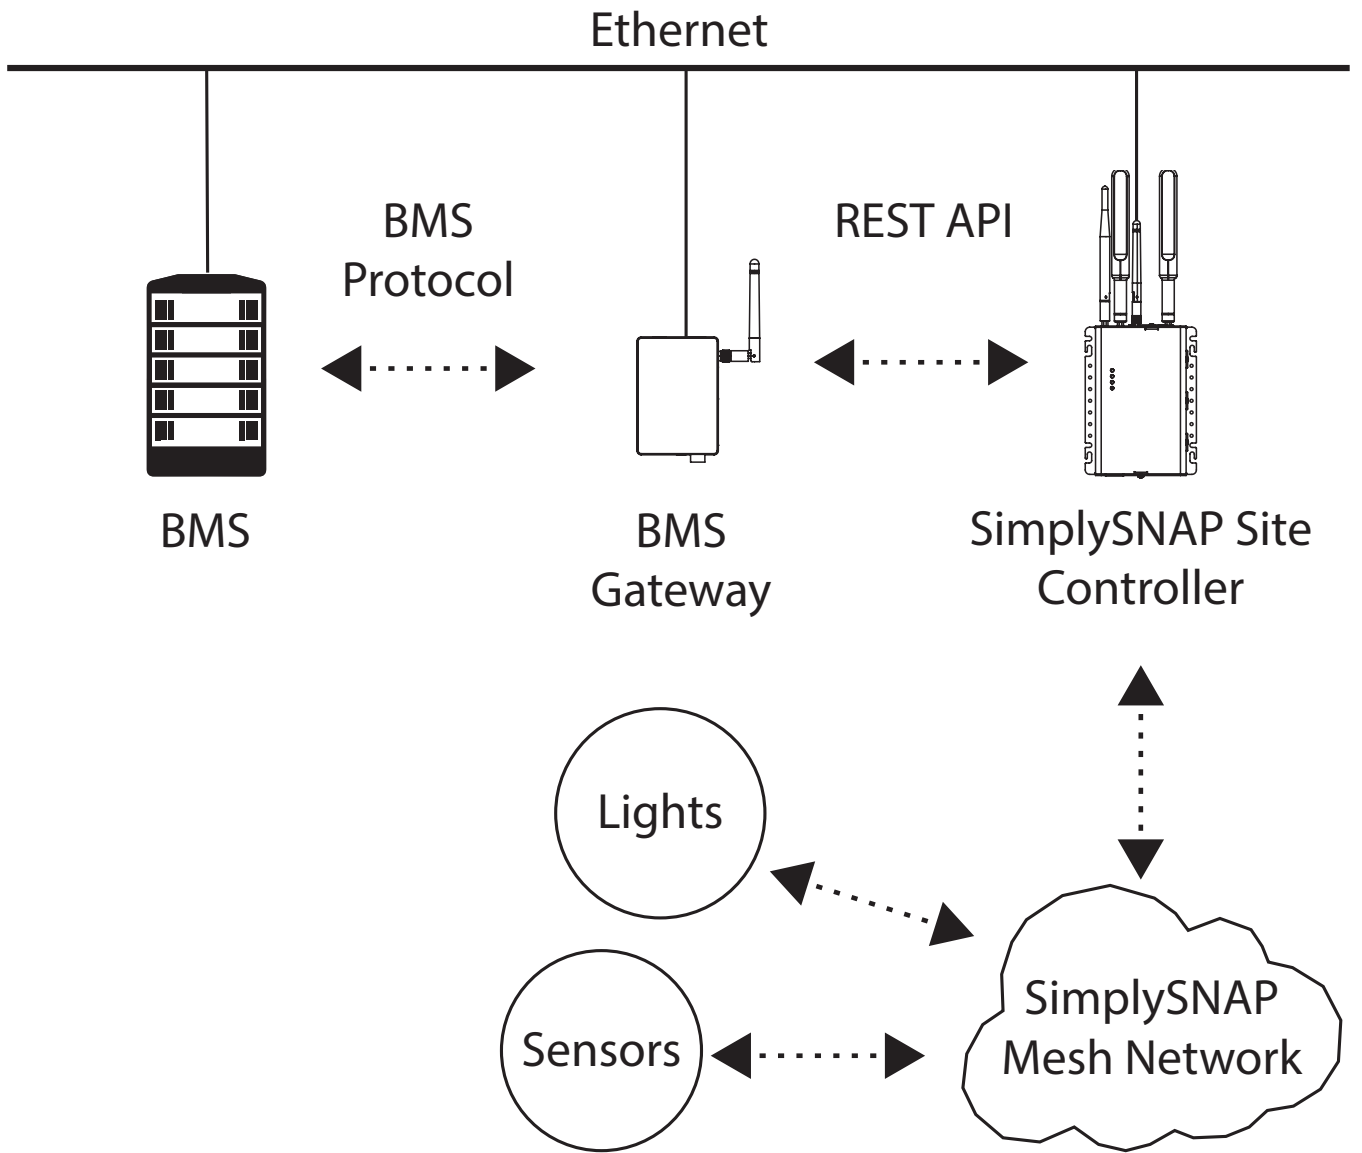 Ethernet
BMS
Protocol
REST API
BMS
BMS
Gateway
SimplySNAP Site
Controller
Lights
Sensors
SimplySNAP
Mesh Network